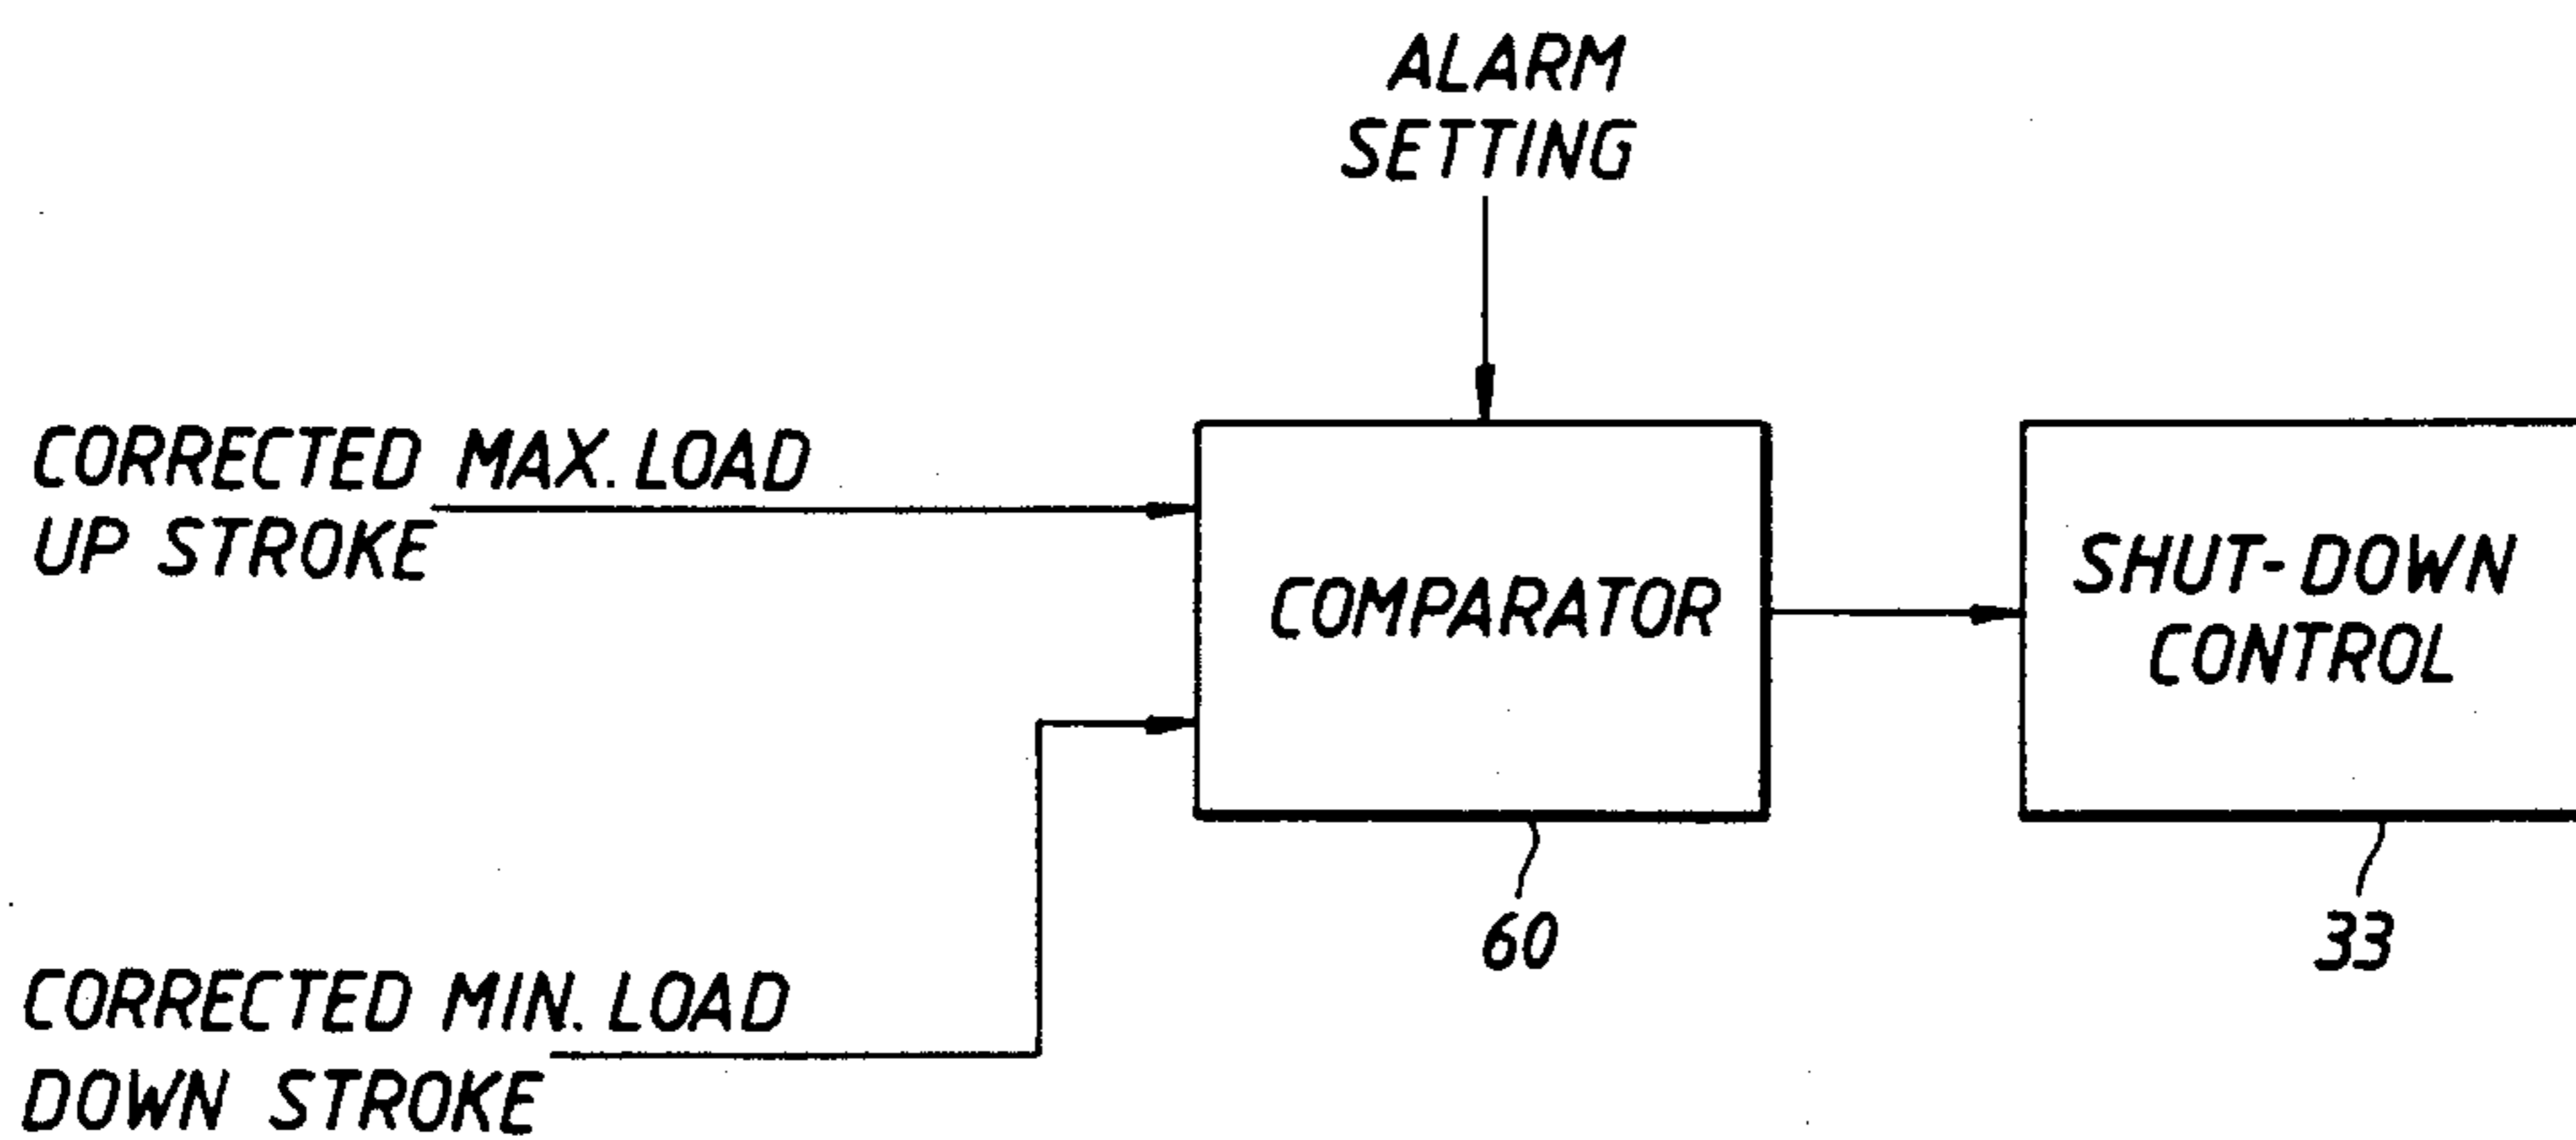 ALARM
SETTING
CORRECTED MAX. LOAD
UP STROKE
COMPARATOR
SHUT-DOWN
CONTROL
60
33
CORRECTED MIN. LOAD
DOWN STROKE